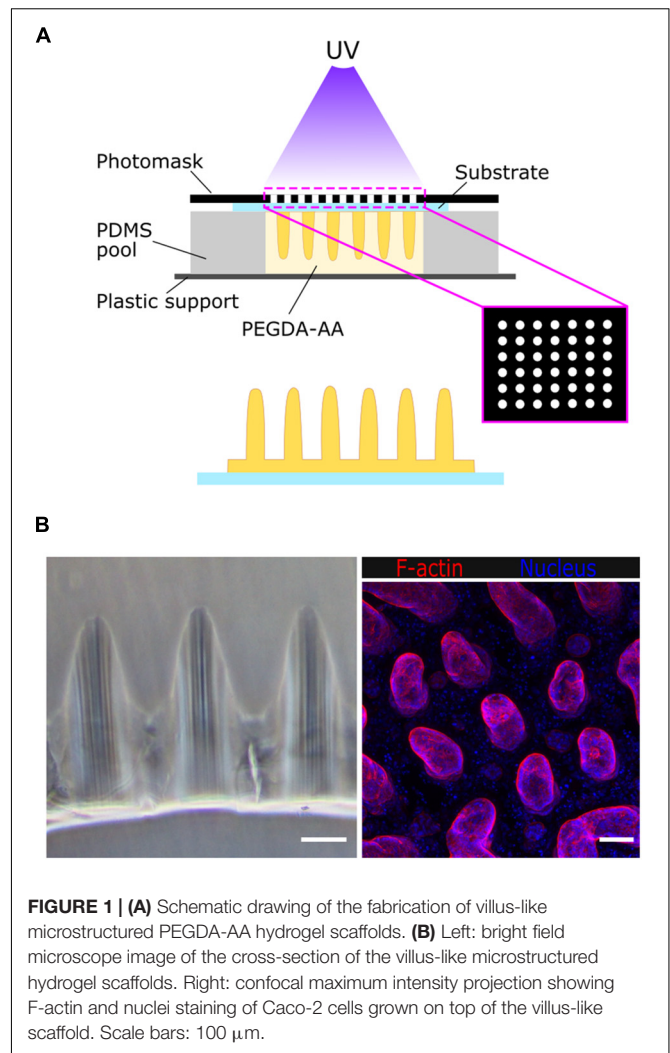 A
UV
Photomask
Substrate
PDMS
pool
Plastic support
PEGDA-AA
B
F-actin Nucleus
FIGURE 1 | (A) Schematic drawing of the fabrication of villus-like
microstructured PEGDA-AA hydrogel scaffolds. (B) Left: bright field
microscope image of the cross-section of the villus-like microstructured
hydrogel scaffolds. Right: confocal maximum intensity projection showing
F-actin and nuclei staining of Caco-2 cells grown on top of the villus-like
scaffold. Scale bars: 100 μm.